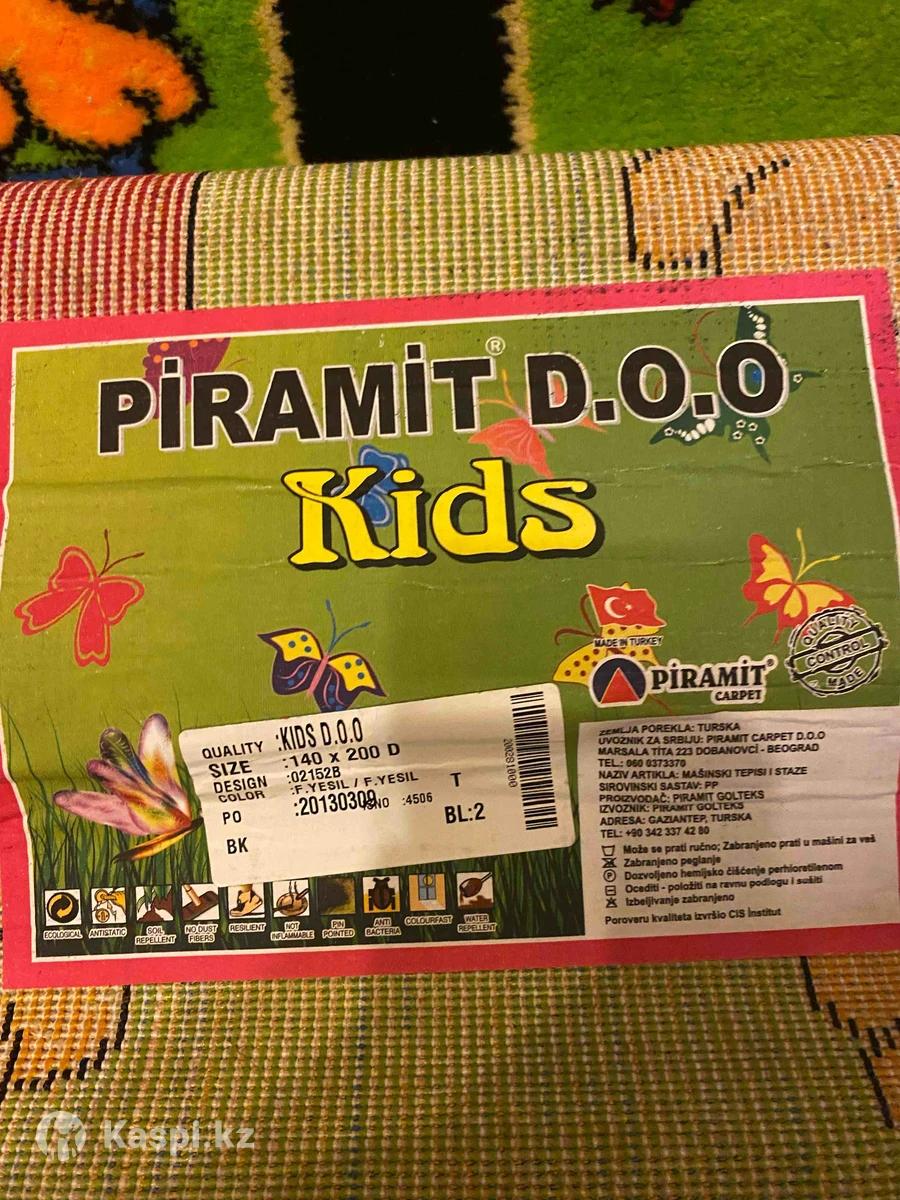 PİRAMİT® D.O.O
Kids
MADE IN TURKEY
PİRAMİT®
CARPET
QUALITY
CONTROL
MADE
QUALITY :KIDS D.O.O
SIZE :140 x 200 D
DESIGN :02152B
COLOR :F.YESIL / F.YESIL
PO :20130309 :4506 T
BK BL:2
2002S10000
ZEMLJA POREKLA: TURSKA
UVOZNIK ZA SRBIJU: PIRAMIT CARPET D.O.O
MARSALA TİTA 223 DOBANOVCİ - BEOGRAD
TEL.: 060 0373370
NAZIV ARTIKLA: MAŠINSKI TEPISI I STAZE
SIROVINSKI SASTAV: PP
PROIZVOĐAČ: PIRAMIT GOLTEKS
IZVOZNIK: PIRAMIT GOLTEKS
ADRESA: GAZIANTEP, TURSKA
TEL: +90 342 337 42 80
Može se prati ručno; Zabranjeno prati u mašini za veš
Zabranjeno peglanje
P Dozvoljeno hemijsko čišćenje perhloretilenom
Ocediti - položiti na ravnu podlogu i sušiti
Izbeljivanje zabranjeno
Poroveru kvaliteta izvršio CIS İnstitut
ECOLOGICAL
ANTISTATIC
SOIL REPELLENT
NO DUST FIBERS
RESILIENT
NOT INFLAMMABLE
PIN POINTED
ANTI BACTERIA
COLOURFAST
WATER REPELLENT
Kaspi.kz